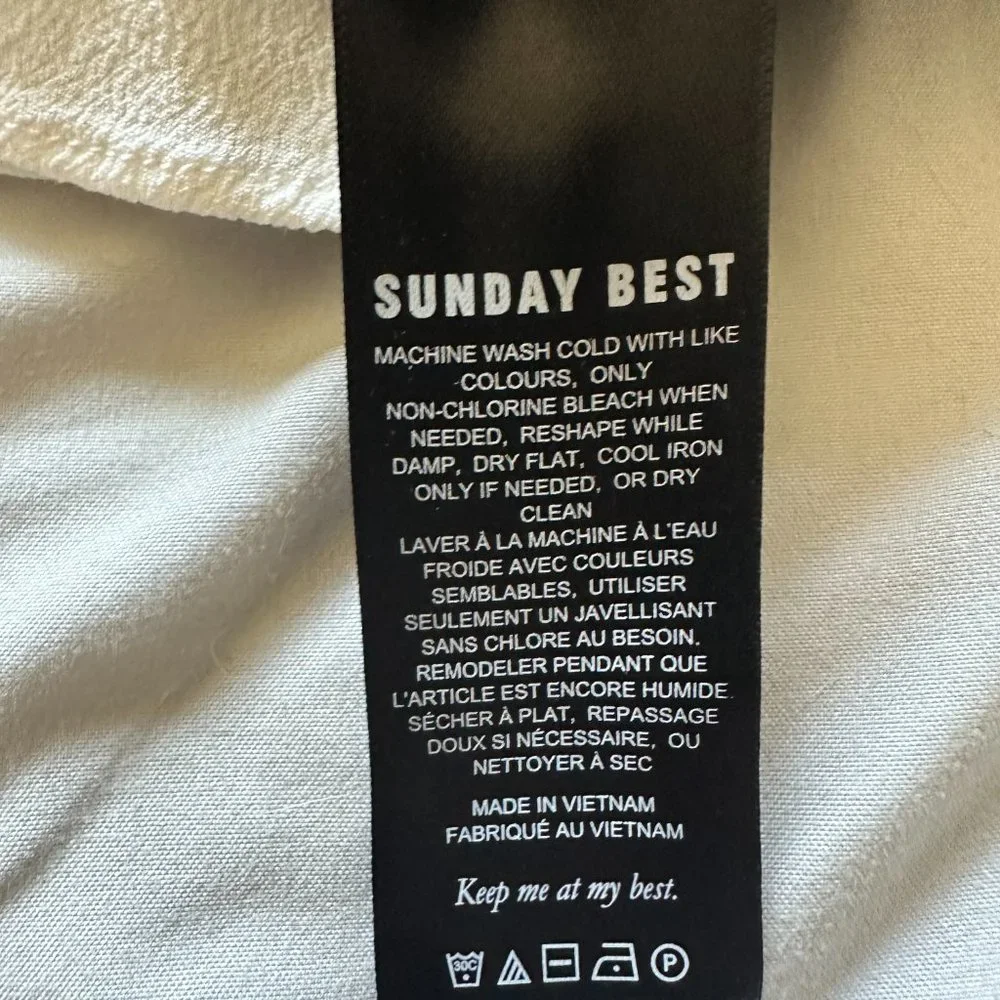 SUNDAY BEST
MACHINE WASH COLD WITH LIKE
COLOURS, ONLY
NON-CHLORINE BLEACH WHEN
NEEDED, RESHAPE WHILE
DAMP, DRY FLAT, COOL IRON
ONLY IF NEEDED, OR DRY
CLEAN
LAVER À LA MACHINE À L'EAU
FROIDE AVEC COULEURS
SEMBLABLES, UTILISER
SEULEMENT UN JAVELLISANT
SANS CHLORE AU BESOIN.
REMODELER PENDANT QUE
L'ARTICLE EST ENCORE HUMIDE.
SÉCHER À PLAT, REPASSAGE
DOUX SI NÉCESSAIRE, OU
NETTOYER À SEC
MADE IN VIETNAM
FABRIQUÉ AU VIETNAM
Keep me at my best.
30C P